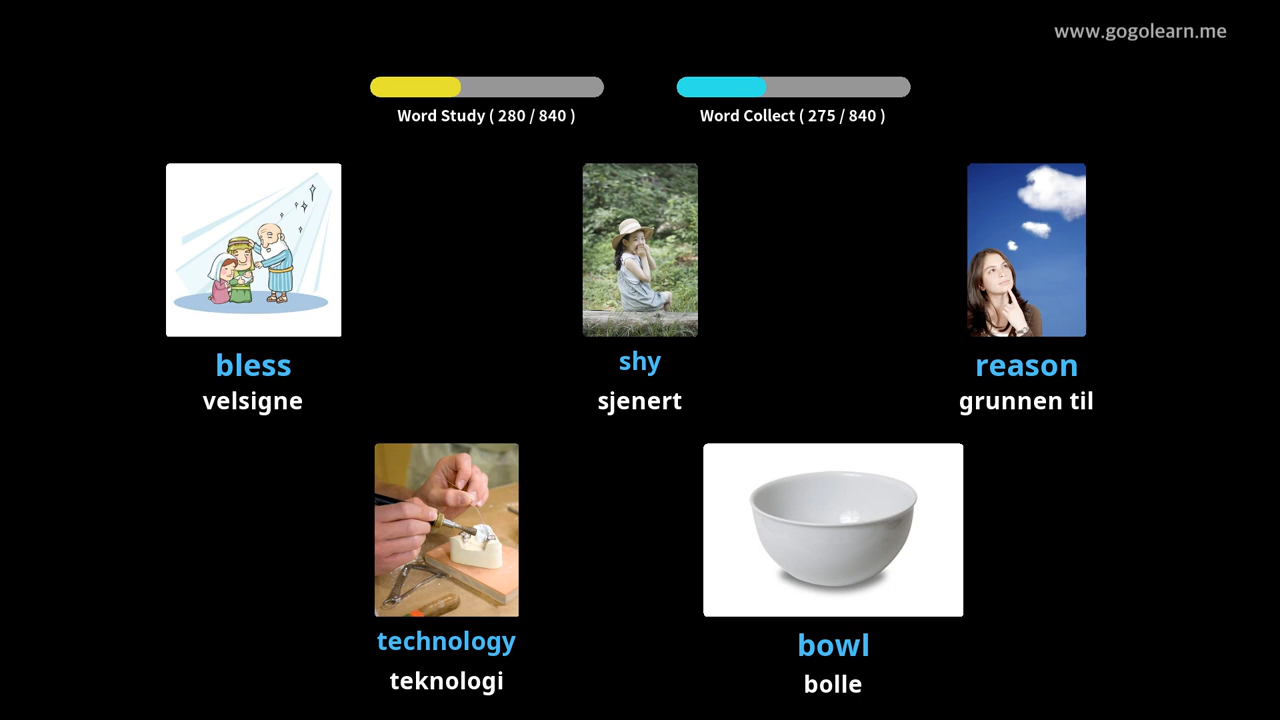 www.gogolearn.me
Word Study ( 280 / 840 )
Word Collect ( 275 / 840 )
bless
velsigne
shy
sjenert
reason
grunnen til
technology
teknologi
bowl
bolle